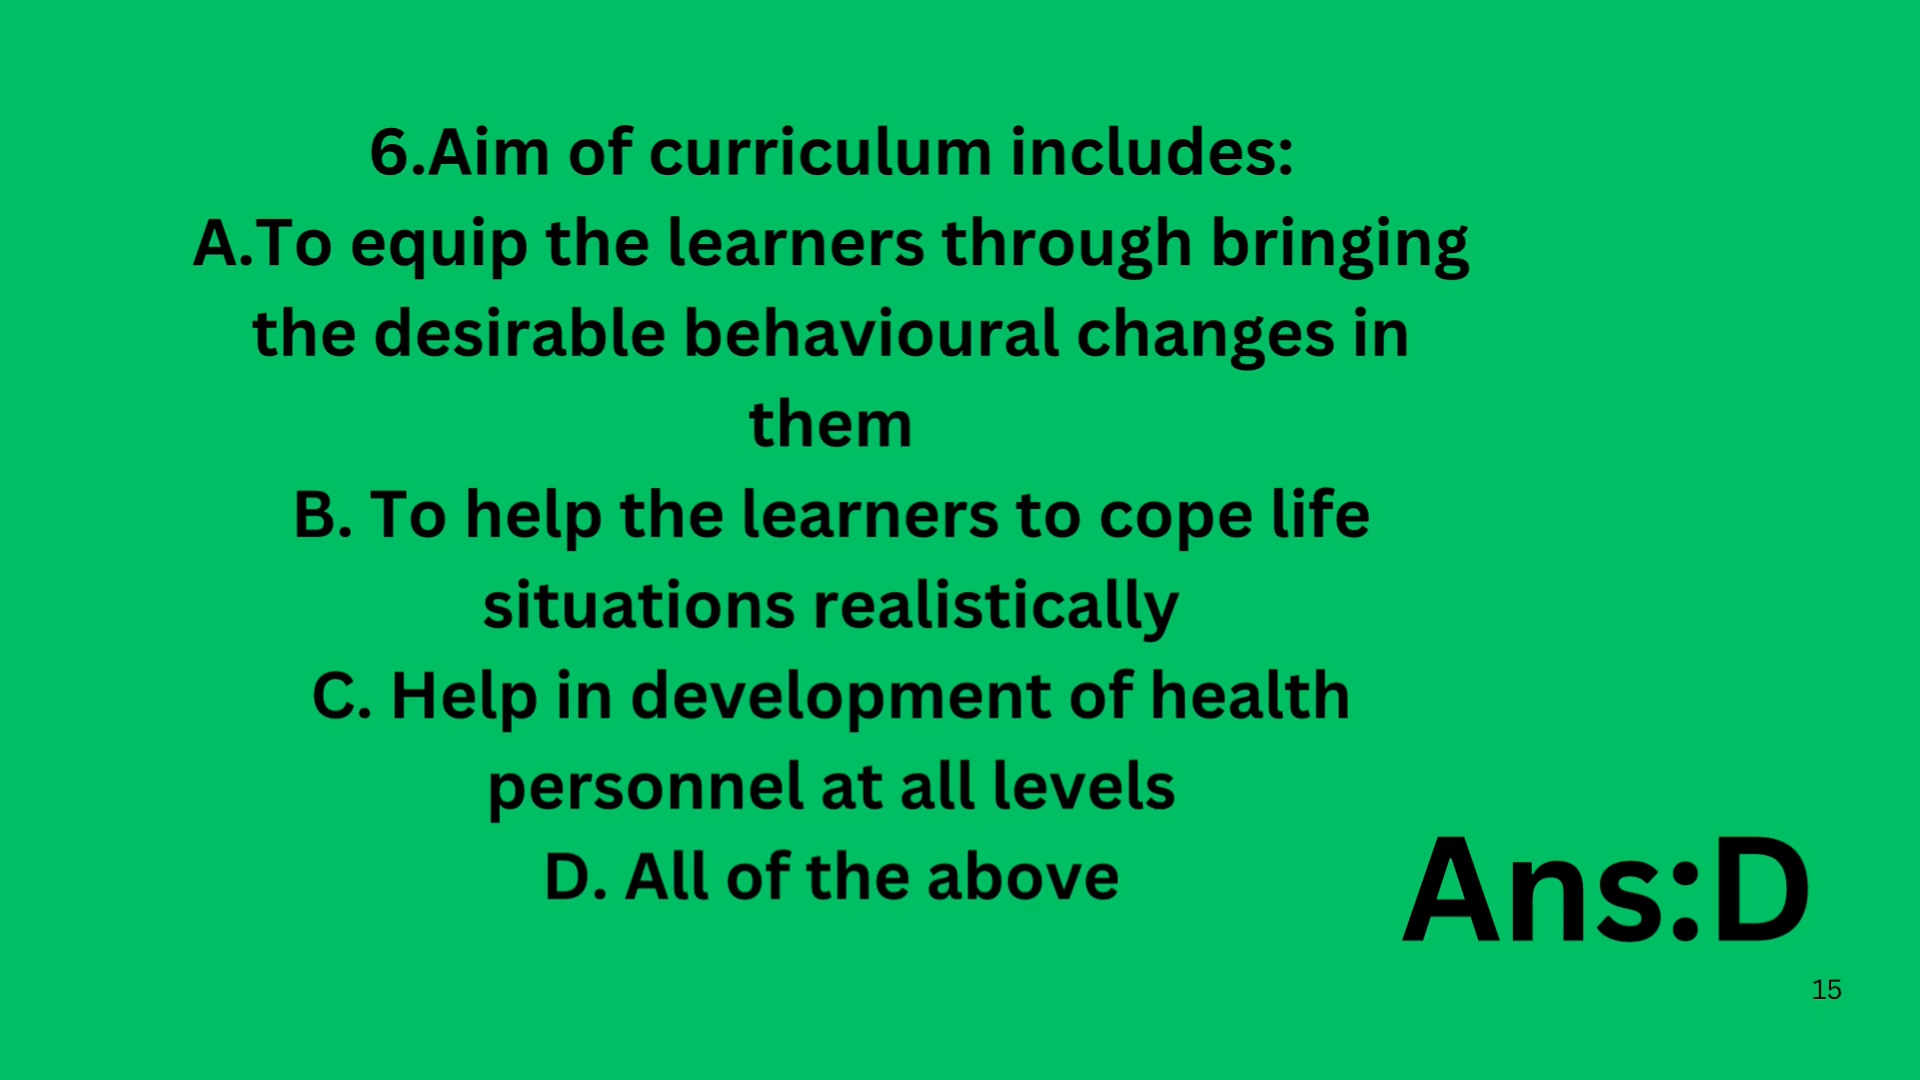 6.Aim of curriculum includes:
A.To equip the learners through bringing
the desirable behavioural changes in
them
B. To help the learners to cope life
situations realistically
C. Help in development of health
personnel at all levels
D. All of the above
Ans:D
15